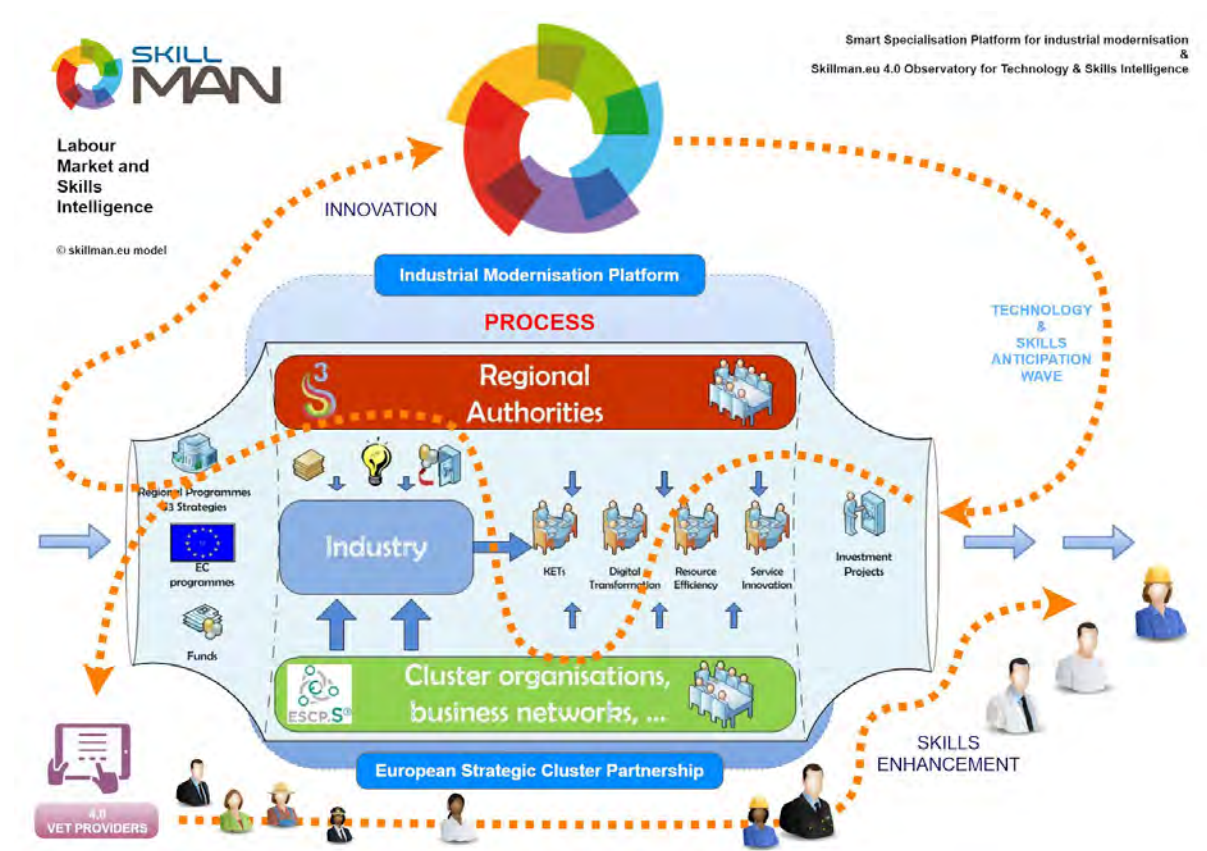 SKILL
MAN
Smart Specialisation Platform for industrial modernisation
&
Skillman.eu 4.0 Observatory for Technology & Skills Intelligence
Labour
Market and
Skills
Intelligence
© skillman.eu model
INNOVATION
Industrial Modernisation Platform
PROCESS
TECHNOLOGY
&
SKILLS
ANTICIPATION
WAVE
S3
Regional
Authorities
Regional Programmes
S3 Strategies
EC
programmes
Funds
Industry
KETs
Digital
Transformation
Resource
Efficiency
Service
Innovation
Investment
Projects
ESCP.S³
Cluster organisations,
business networks, ...
European Strategic Cluster Partnership
SKILLS
ENHANCEMENT
4.0
VET PROVIDERS